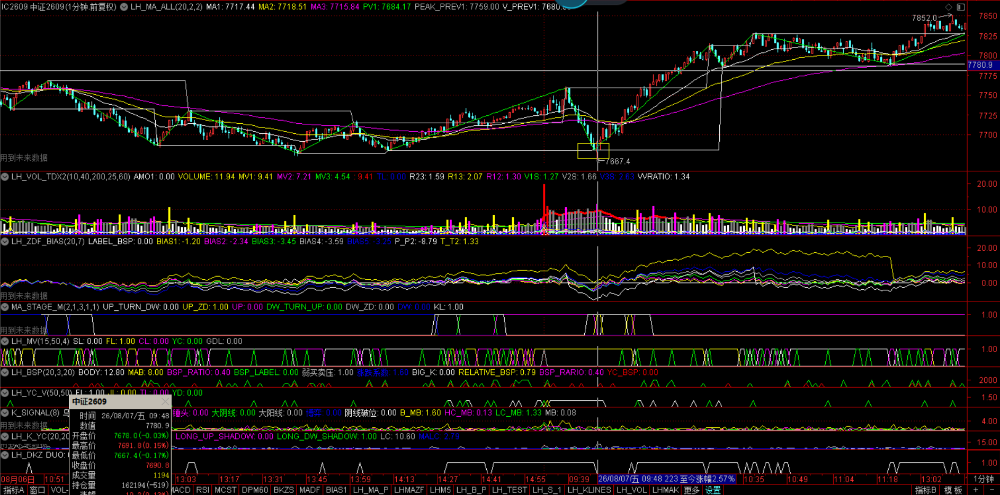 IC2609 中证2609(1分钟.前复权) LH_MA_ALL(20,2,2) MA1: 7717.44 MA2: 7718.51 MA3: 7715.84 PV1: 7684.17 PEAK_PREV1: 7759.00 V_PREV1: 7680.
7852.0
7850
7825
7800
7780.9
7775
7750
7725
7700
用到未来数据
7667.4
LH_VOL_TDX2(10,40,200,25,60) AMO1: 0.00 VOLUME: 11.94 MV1: 9.41 MV2: 7.21 MV3: 4.54 : 9.41 TL: 0.00 R23: 1.59 R13: 2.07 R12: 1.30 V1S: 1.27 V2S: 1.66 V3S: 2.63 VVRATIO: 1.34
20.00
10.00
LH_ZDF_BIAS(20,7) LABEL_BSP: 0.00 BIAS1: -1.20 BIAS2: -2.34 BIAS3: -3.45 BIAS4: -3.59 BIAS5: -3.25 P_P2: -8.79 T_T2: 1.33
20.00
10.00
0.00
用到未来数据
MA_STAGE_M(2,1,3,1,1) UP_TURN_DW: 0.00 UP_ZD: 1.00 UP: 0.00 DW_TURN_UP: 0.00 DW_ZD: 0.00 DW: 0.00 KL: 1.00
1.00
用到未来数据
LH_MV(15,50,4) SL: 0.00 FL: 1.00 CL: 0.00 YC: 0.00 GDL: 0.00
1.00
LH_BSP(20,3,20) BODY: 12.80 MAB: 8.00 BSP_RATIO: 0.40 BSP_LABEL: 0.00 弱买卖压: 1.00 涨跌系数: 1.60 BIG_K: 0.00 RELATIVE_BSP: 0.79 BSP_RARIO: 0.40 YC_BSP: 0.00
2000
LH_YC_V(50,50) FL: 1.00 JL: 0.00 TL: 0.00 YD: 0.00
1.50
K_SIGNAL(8) 锤头: 0.00 大阴线: 0.00 大阳线: 0.00 博弈: 0.00 阴线破位: 0.00 B_MB: 1.60 HC_MB: 0.13 LC_MB: 1.33 MB: 0.08
用到未来数据
4.00
LH_K_YC(20,20 LONG_UP_SHADOW: 0.00 LONG_DW_SHADOW: 1.00 LC: 10.60 MALC: 2.79
15.00
LH_DKZ DUO:
1.00
中证2609
时间 26/08/07/五 09:48
数值 7780.9
开盘价 7678.0(-0.03%)
最高价 7691.8(0.15%)
最低价 7667.4(-0.17%)
收盘价 7690.8
成交量 1194
持仓量 162194(-519)
涨幅 10.2(0.13%)
08月06日 10:51 13:03 13:17 13:31 13:45 13:59 14:13 14:27 14:41 14:55 09:39 26/08/07/五 09:48 223 至今涨幅2.57% 10:35 10:49 11:04 11:18 13:02 1分钟
指标A 窗口 VOL- MACD RSI MCST DPM60 BKZS MADF BIAS1 LH_MA_P LHMAZF LHM5 LH_B_P LH_TEST LH_S_1 LH_KLINES LH_VOL LHMAK 更多 设置 指标B 模板 + −